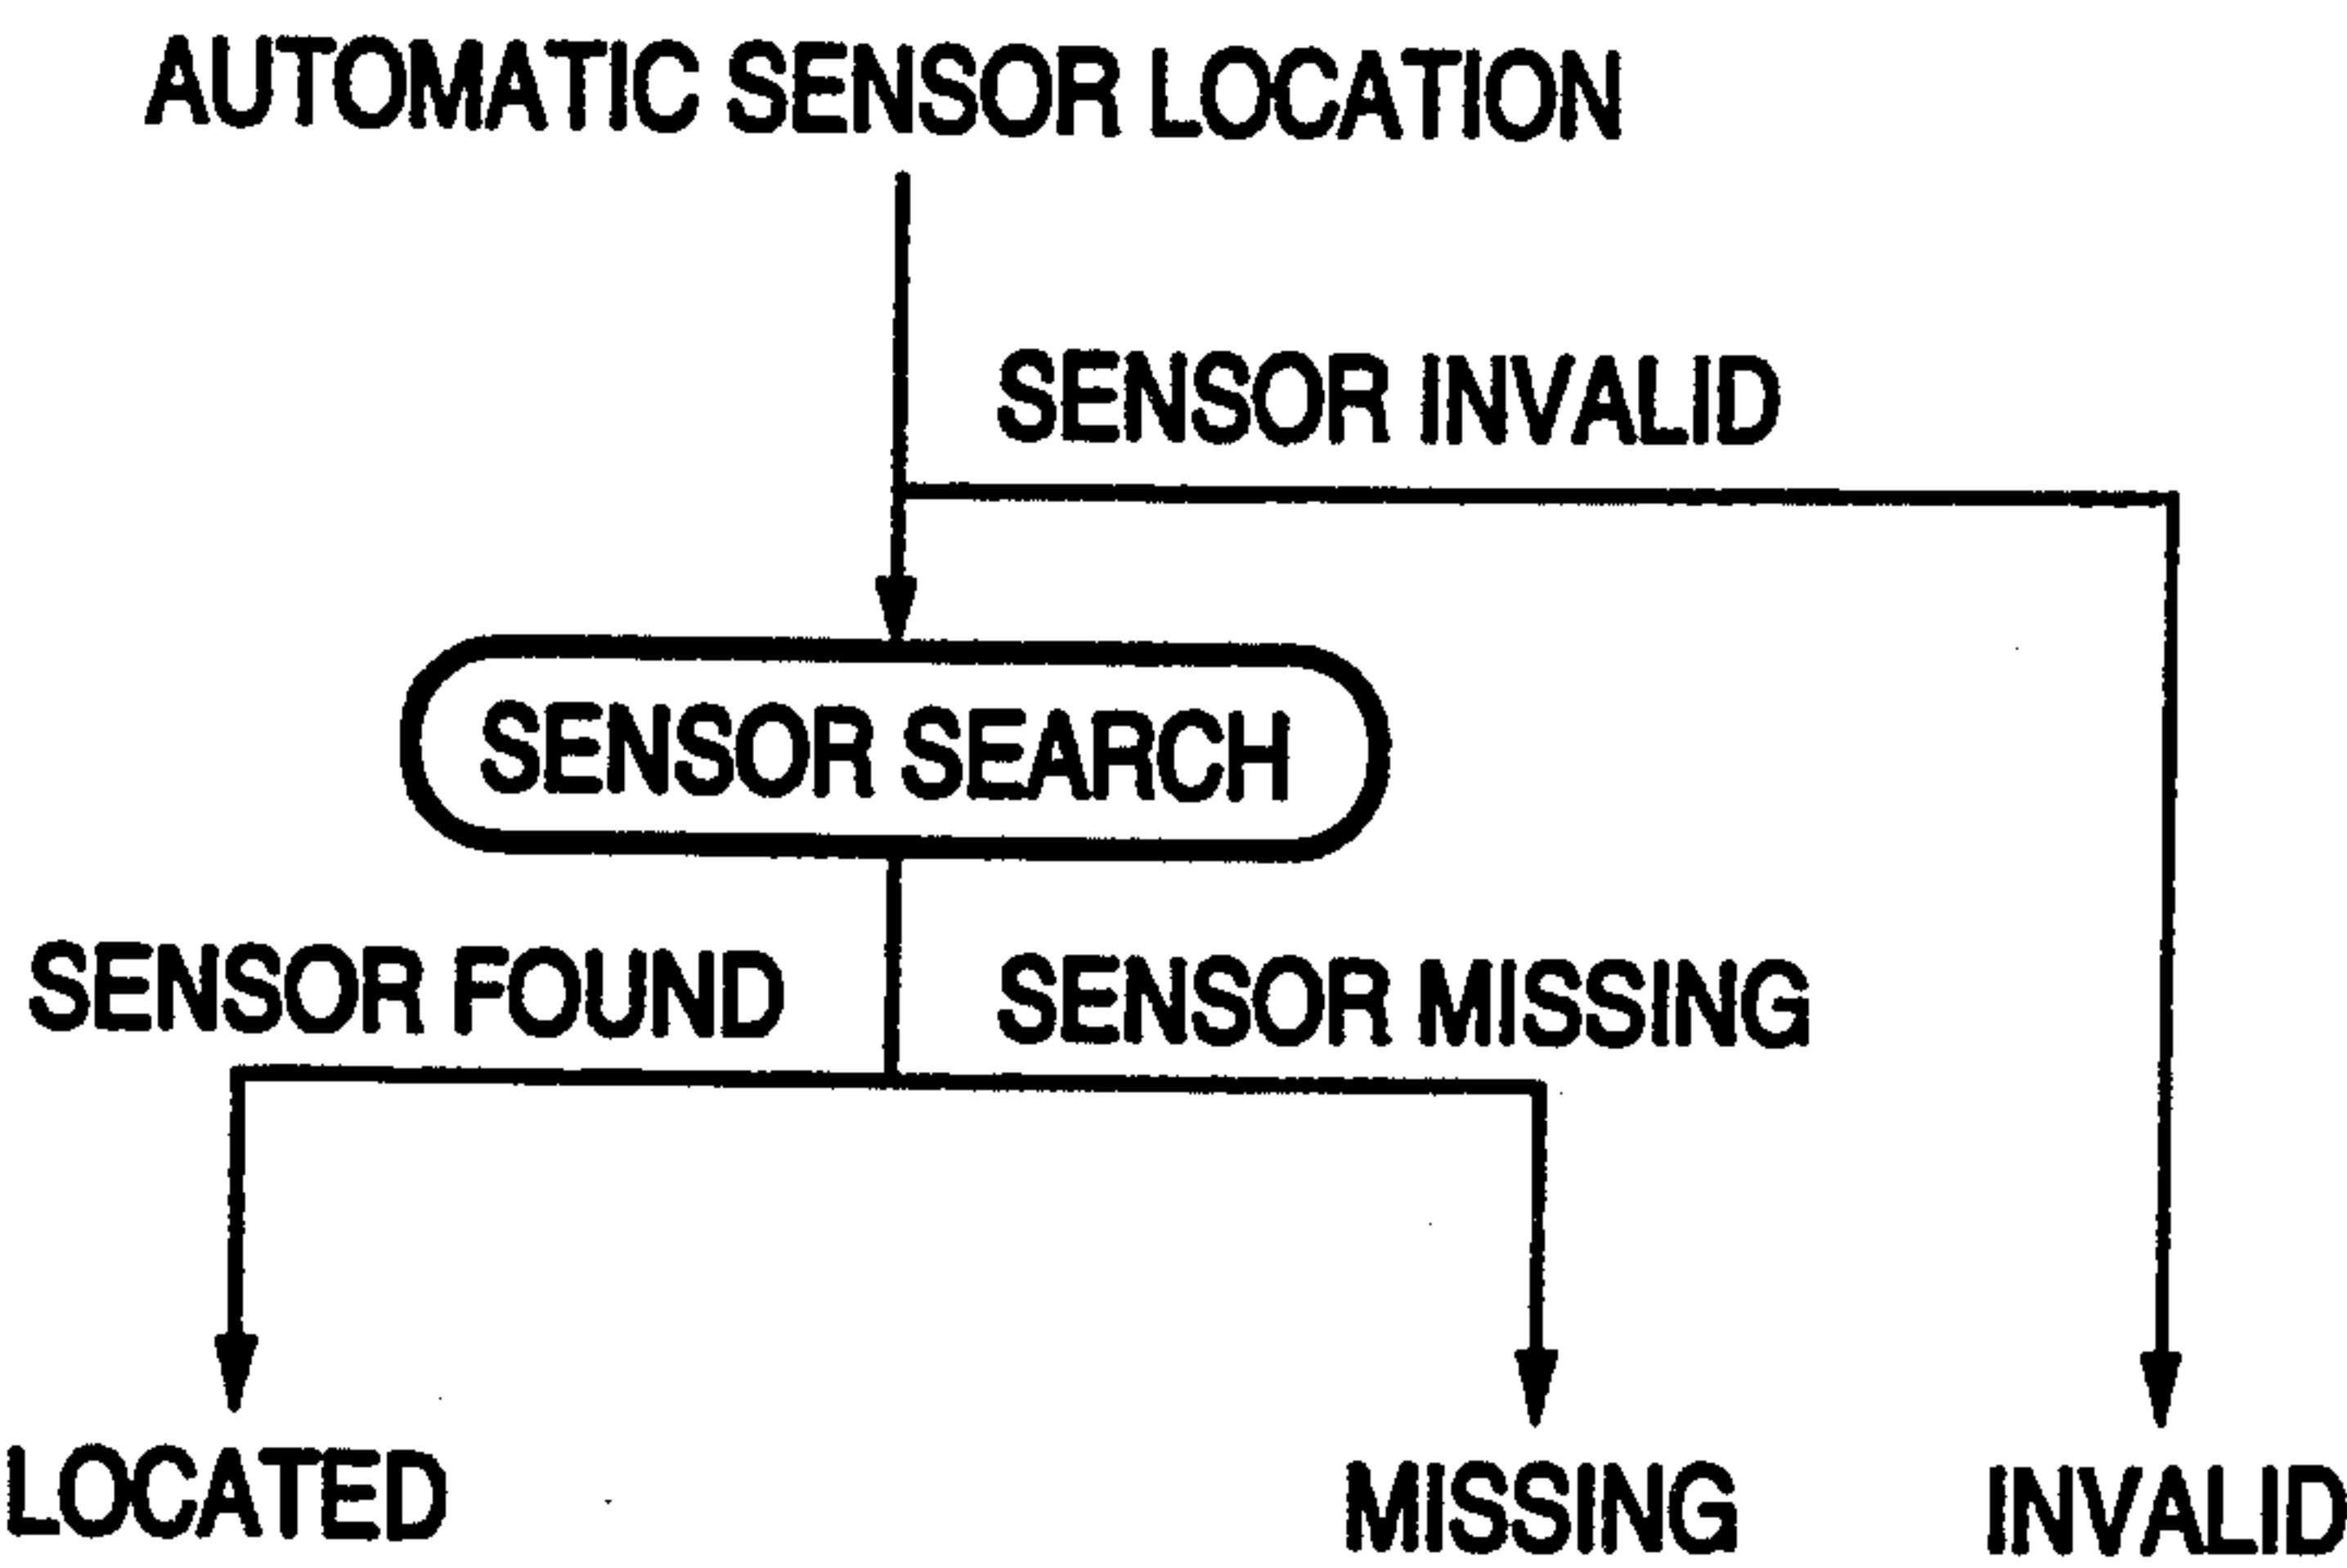 AUTOMATIC SENSOR LOCATION
SENSOR INVALID
SENSOR SEARCH
SENSOR FOUND
SENSOR MISSING
LOCATED
MISSING
INVALID